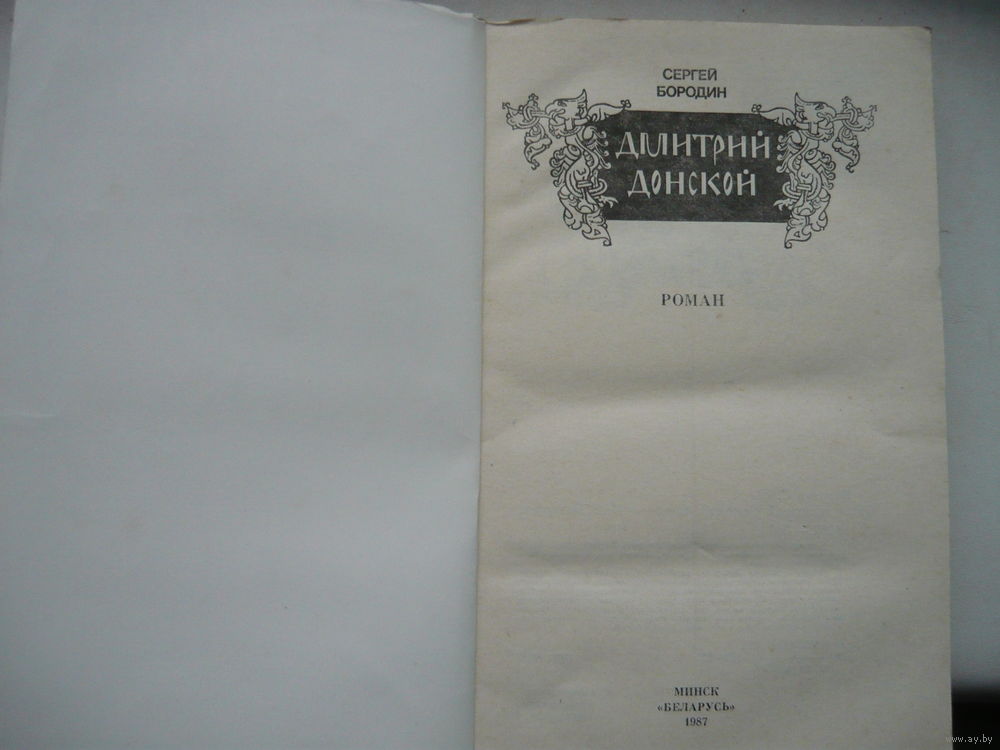 СЕРГЕЙ
БОРОДИН
ДМИТРИЙ
ДОНСКОЙ
РОМАН
МИНСК
«БЕЛАРУСЬ»
1987
www.ay.by